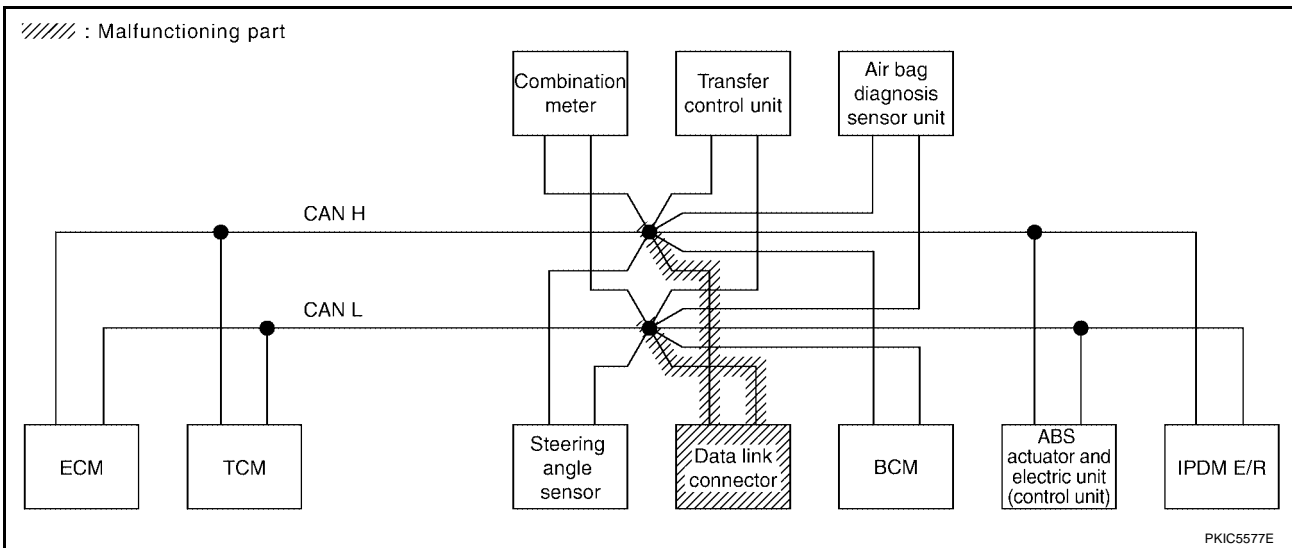 : Malfunctioning part
Combination
meter
Transfer
control unit
Air bag
diagnosis
sensor unit
CAN H
CAN L
ECM
TCM
Steering
angle
sensor
Data link
connector
BCM
ABS
actuator and
electric unit
(control unit)
IPDM E/R
PKIC5577E